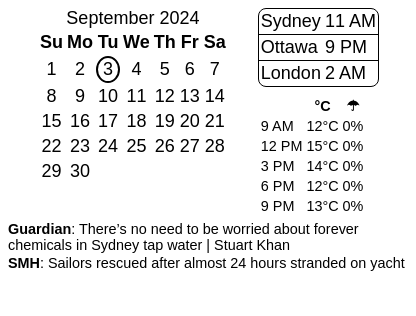 September 2024
Su Mo Tu We Th Fr Sa
1 2 3 4 5 6 7
8 9 10 11 12 13 14
15 16 17 18 19 20 21
22 23 24 25 26 27 28
29 30
Sydney 11 AM
Ottawa 9 PM
London 2 AM
°C ☂
9 AM 12°C 0%
12 PM 15°C 0%
3 PM 14°C 0%
6 PM 12°C 0%
9 PM 13°C 0%
Guardian: There’s no need to be worried about forever
chemicals in Sydney tap water | Stuart Khan
SMH: Sailors rescued after almost 24 hours stranded on yacht